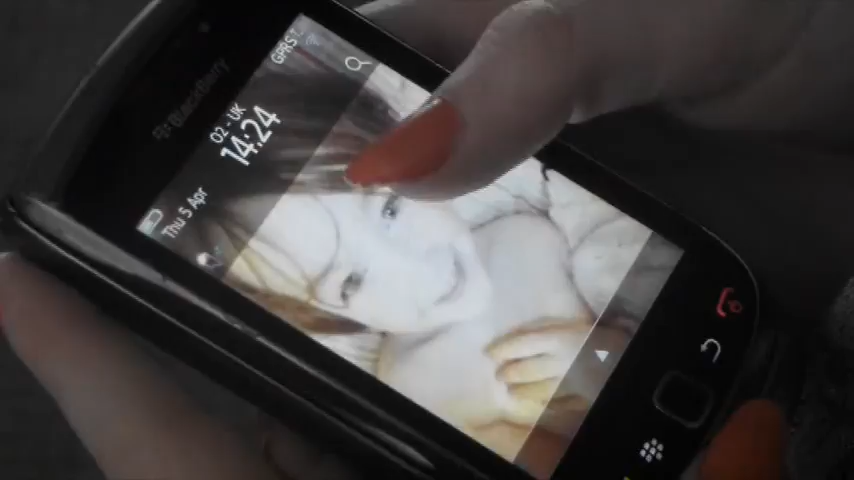 BlackBerry
GPRS
O2 - UK
14:24
Thu 5 Apr